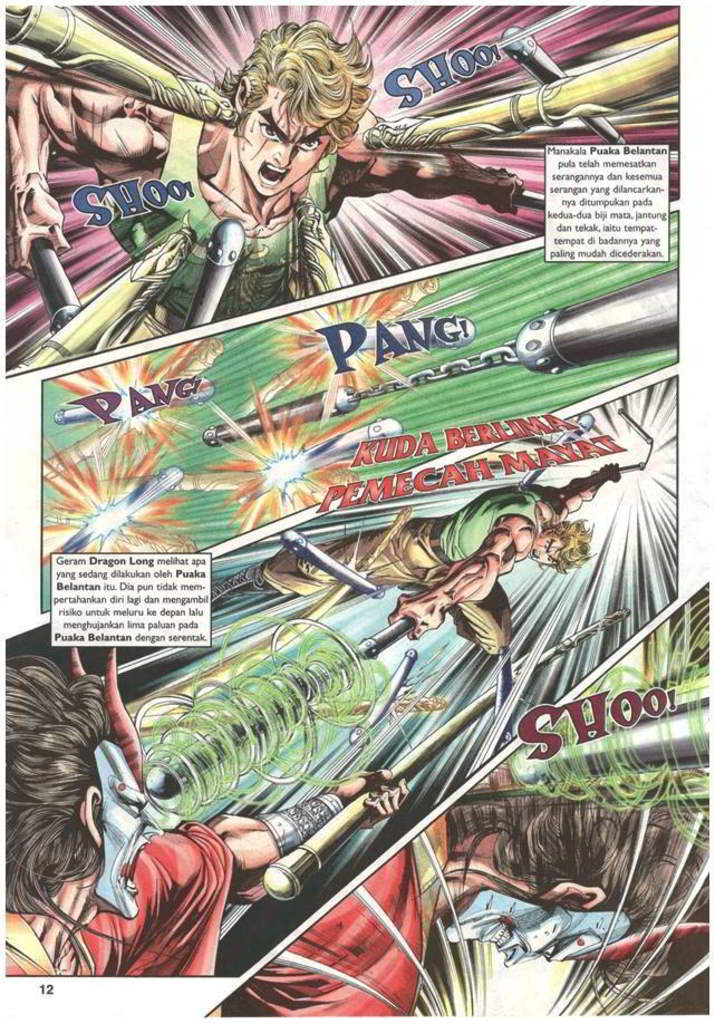 SHOO!
SHOO!
Manakala Puaka Belantan
pula telah memesatkan
serangannya dan kesemua
serangan yang dilancarkan-
nya ditumpukan pada
kedua-dua biji mata, jantung
dan tekak, iaitu tempat-
tempat di badannya yang
paling mudah dicederakan.
PANG!
PANG!
KUDA BERLIMA
PEMECAH MAYAT
Geram Dragon Long melihat apa
yang sedang dilakukan oleh Puaka
Belantan itu. Dia pun tidak mem-
pertahankan diri lagi dan mengambil
risiko untuk meluru ke depan lalu
menghujankan lima paluan pada
Puaka Belantan dengan serentak.
SHOO!
12